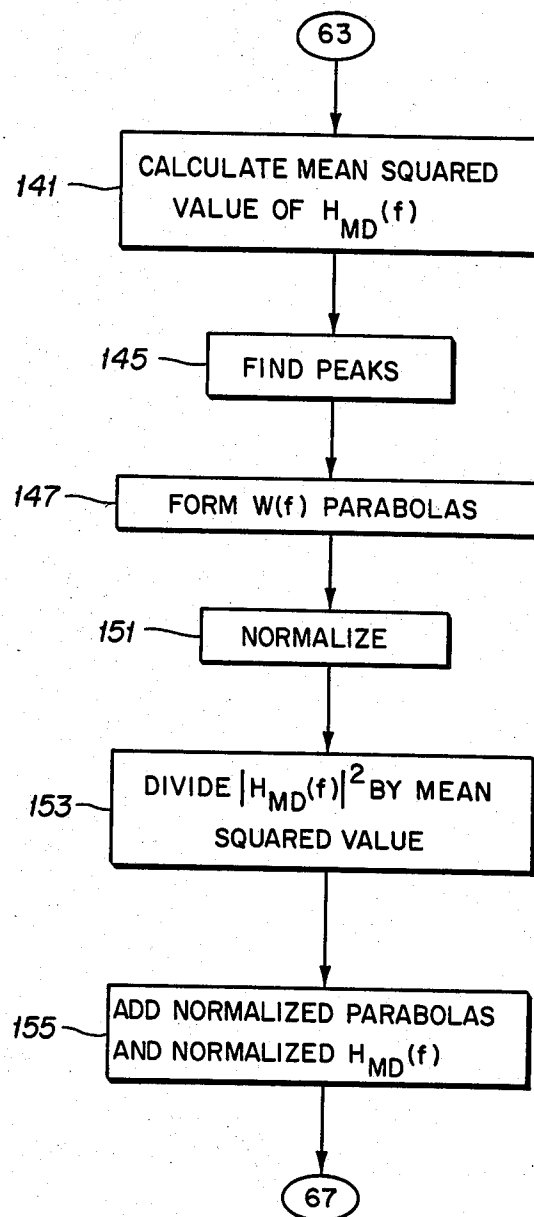 63
141
CALCULATE MEAN SQUARED
VALUE OF H_MD(f)
145
FIND PEAKS
147
FORM W(f) PARABOLAS
151
NORMALIZE
153
DIVIDE |H_MD(f)|² BY MEAN
SQUARED VALUE
155
ADD NORMALIZED PARABOLAS
AND NORMALIZED H_MD(f)
67